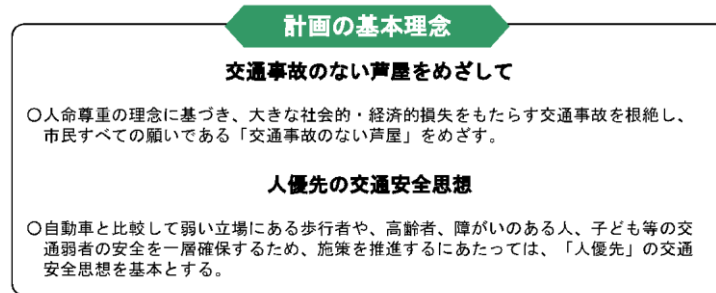 計画の基本理念
交通事故のない芦屋をめざして
○人命尊重の理念に基づき、大きな社会的・経済的損失をもたらす交通事故を根絶し、
市民すべての願いである「交通事故のない芦屋」をめざす。
人優先の交通安全思想
○自動車と比較して弱い立場にある歩行者や、高齢者、障がいのある人、子ども等の交
通弱者の安全を一層確保するため、施策を推進するにあたっては、「人優先」の交通
安全思想を基本とする。